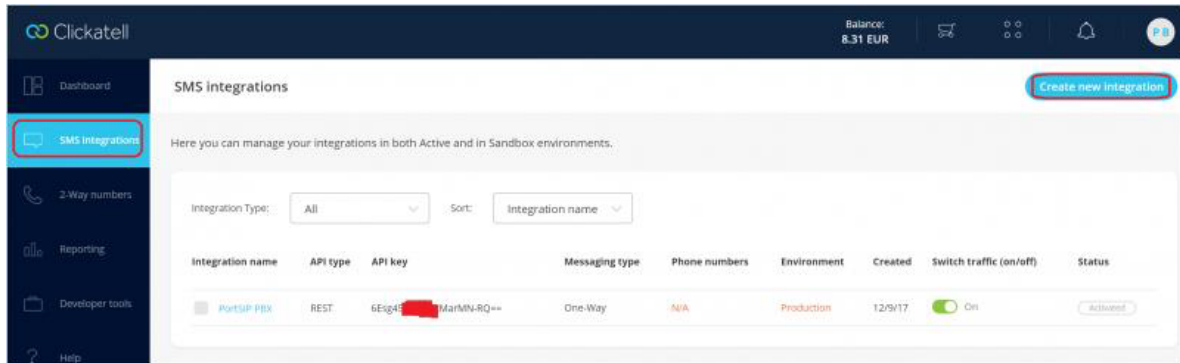 Clickatell
Balance:
8.31 EUR
P B
Dashboard
SMS integrations
Create new integration
SMS Integrations
Here you can manage your integrations in both Active and in Sandbox environments.
2-Way numbers
Integration Type: All Sort: Integration name
Reporting
Integration name API type API key Messaging type Phone numbers Environment Created Switch traffic (on/off) Status
Developer tools
PortSIP PBX REST MarMN-RQ== One-Way N/A Production 12/9/17 On Activated
Help